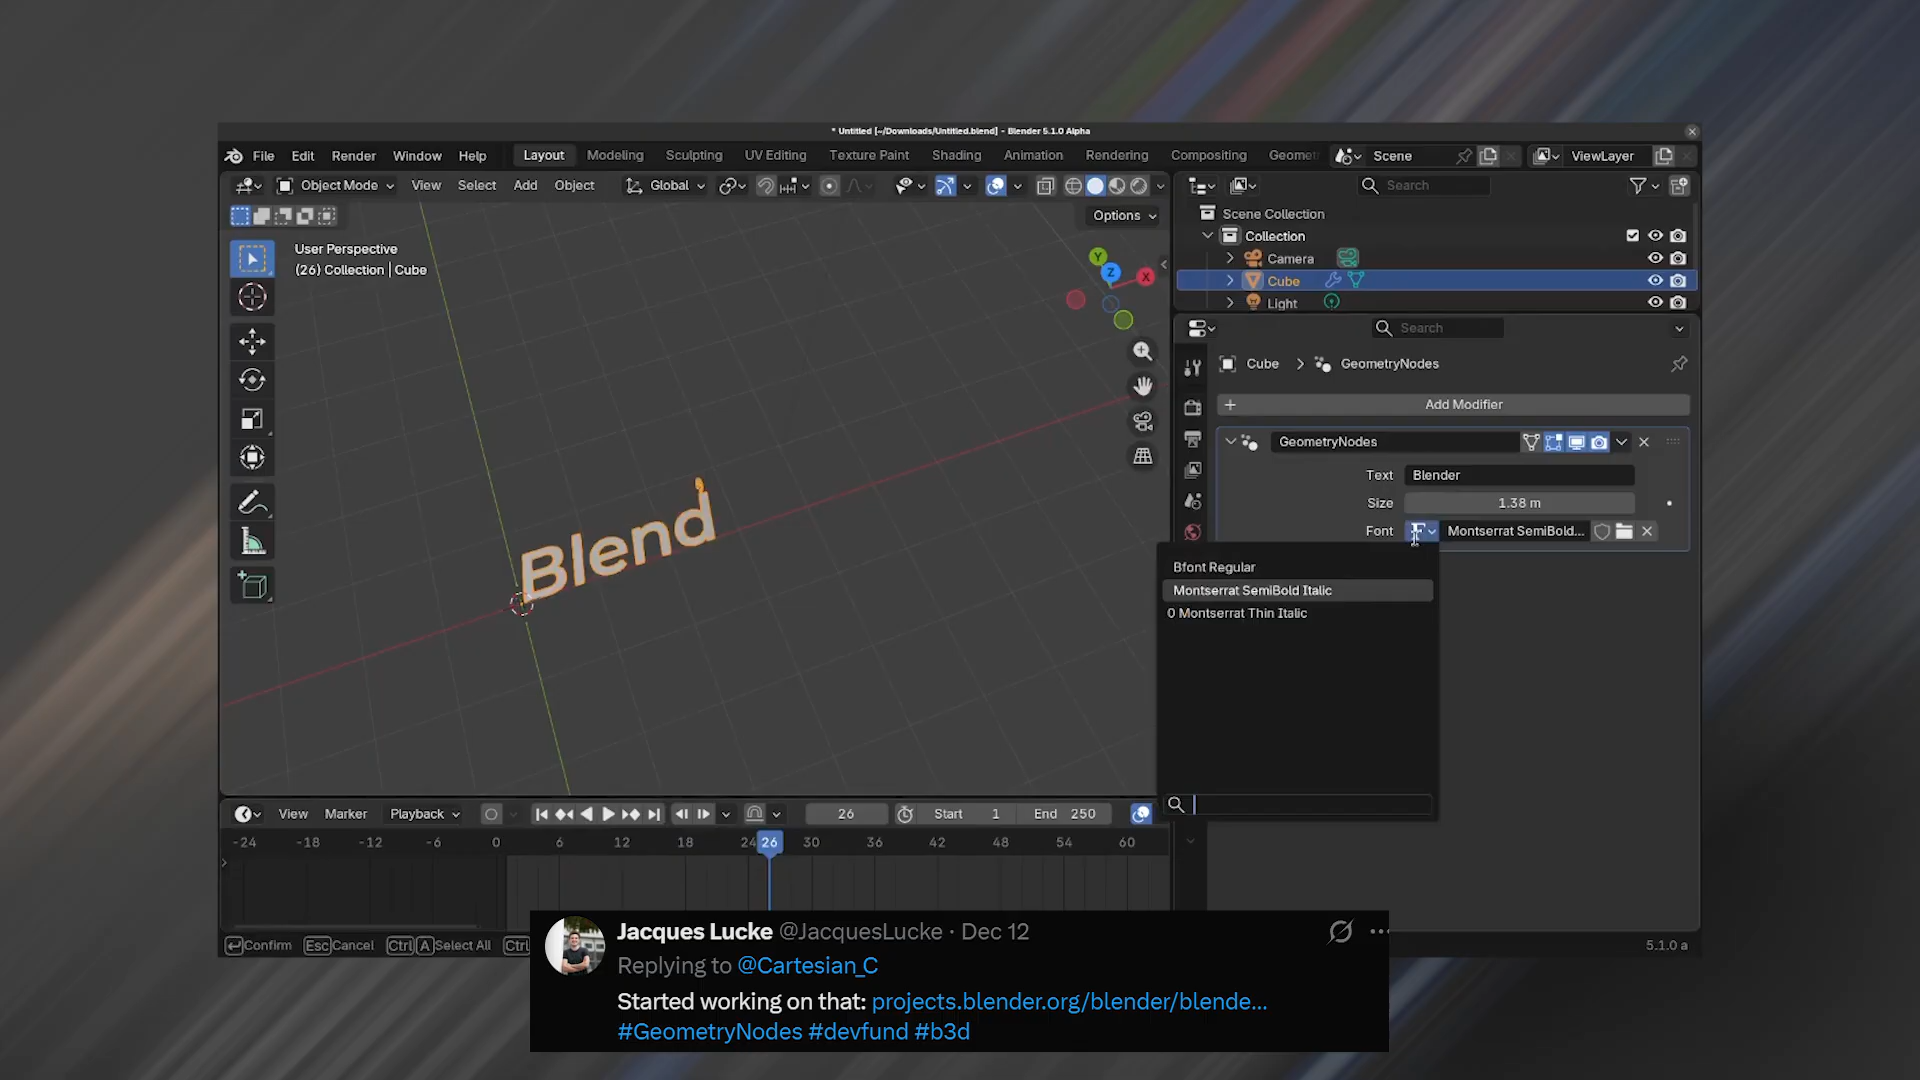 * Untitled [~/Downloads/Untitled.blend] - Blender 5.1.0 Alpha
File Edit Render Window Help Layout Modeling Sculpting UV Editing Texture Paint Shading Animation Rendering Compositing Geomet Scene ViewLayer
Object Mode View Select Add Object Global
Search
Options
User Perspective
(26) Collection | Cube
Y
Z
X
Scene Collection
Collection
Camera
Cube
Light
Search
Cube > GeometryNodes
+ Add Modifier
GeometryNodes
Text Blender
Size 1.38 m
Font F Montserrat SemiBold...
Bfont Regular
Montserrat SemiBold Italic
0 Montserrat Thin Italic
Blend
View Marker Playback 26 Start 1 End 250
-24 -18 -12 -6 0 6 12 18 24 26 30 36 42 48 54 60
Confirm Esc Cancel Ctrl A Select All Ctrl
5.1.0 a
Jacques Lucke @JacquesLucke · Dec 12
Replying to @Cartesian_C
Started working on that: projects.blender.org/blender/blende...
#GeometryNodes #devfund #b3d